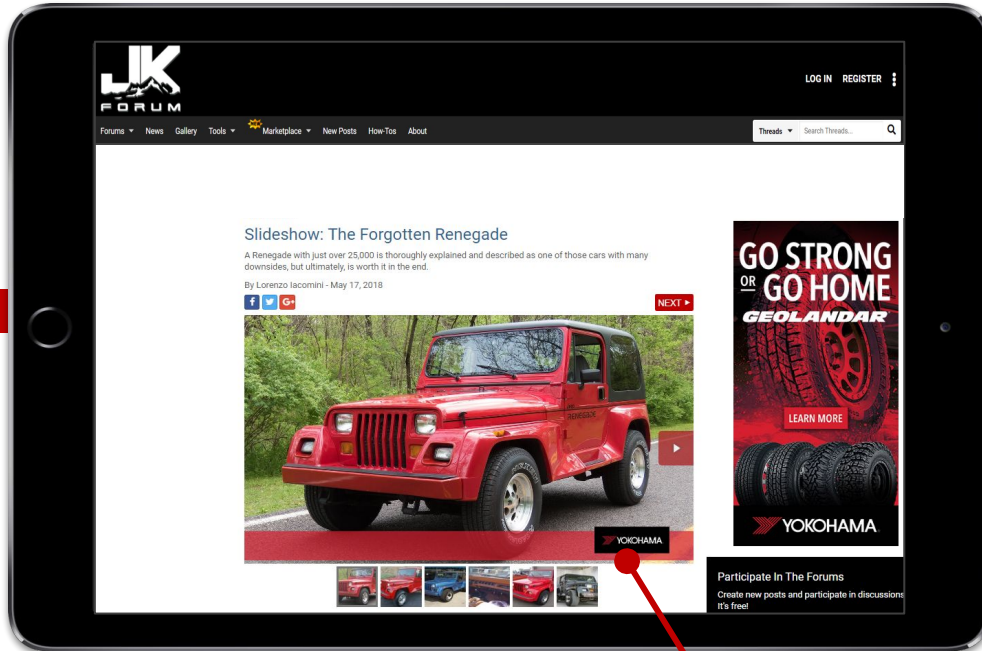 JK
FORUM
LOG IN REGISTER
Forums News Gallery Tools Marketplace New Posts How-Tos About
Threads Search Threads...
Slideshow: The Forgotten Renegade
A Renegade with just over 25,000 is thoroughly explained and described as one of those cars with many
downsides, but ultimately, is worth it in the end.
By Lorenzo Iacomini - May 17, 2018
f G+
NEXT
RENEGADE
YOKOHAMA
GO STRONG
OR GO HOME
GEOLANDAR
LEARN MORE
YOKOHAMA
Participate In The Forums
Create new posts and participate in discussions
It's free!